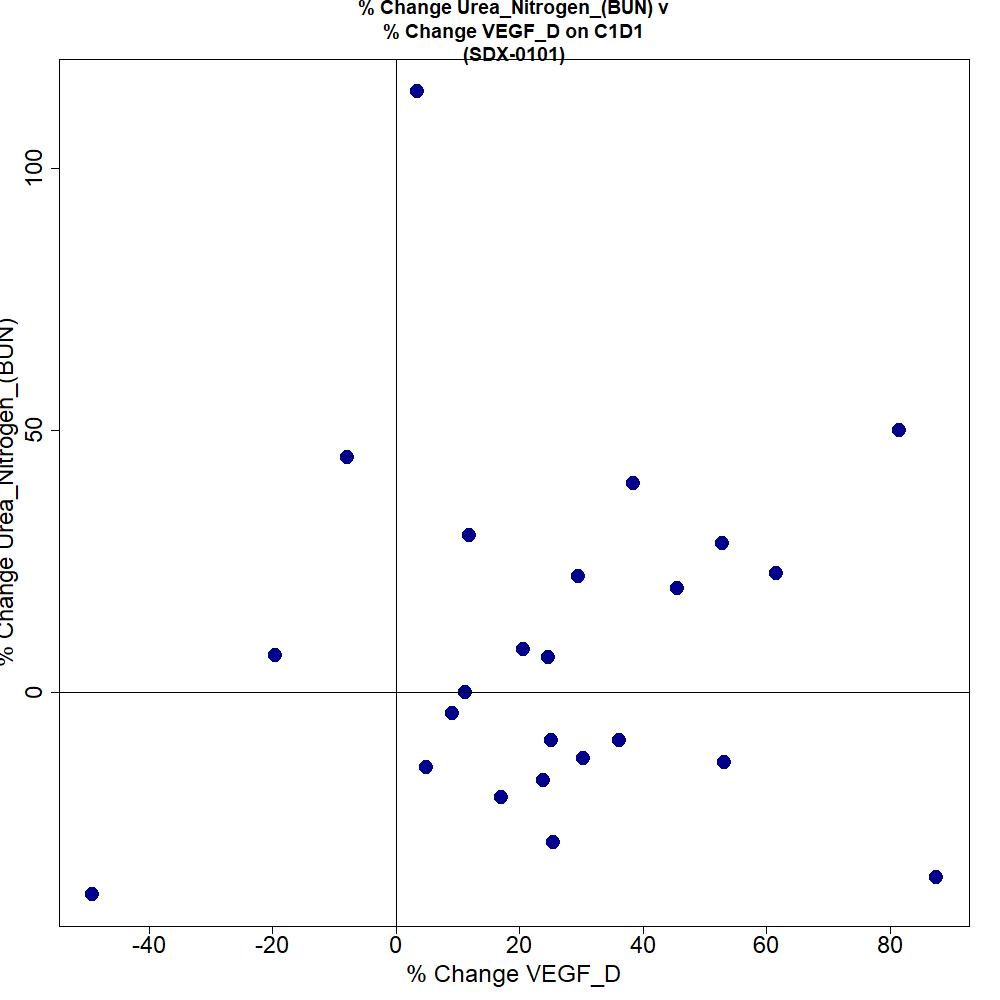 % Change Urea_Nitrogen_(BUN) v
% Change VEGF_D on C1D1
(SDX-0101)
% Change Urea_Nitrogen_(BUN)
100
50
0
-40 -20 0 20 40 60 80
% Change VEGF_D